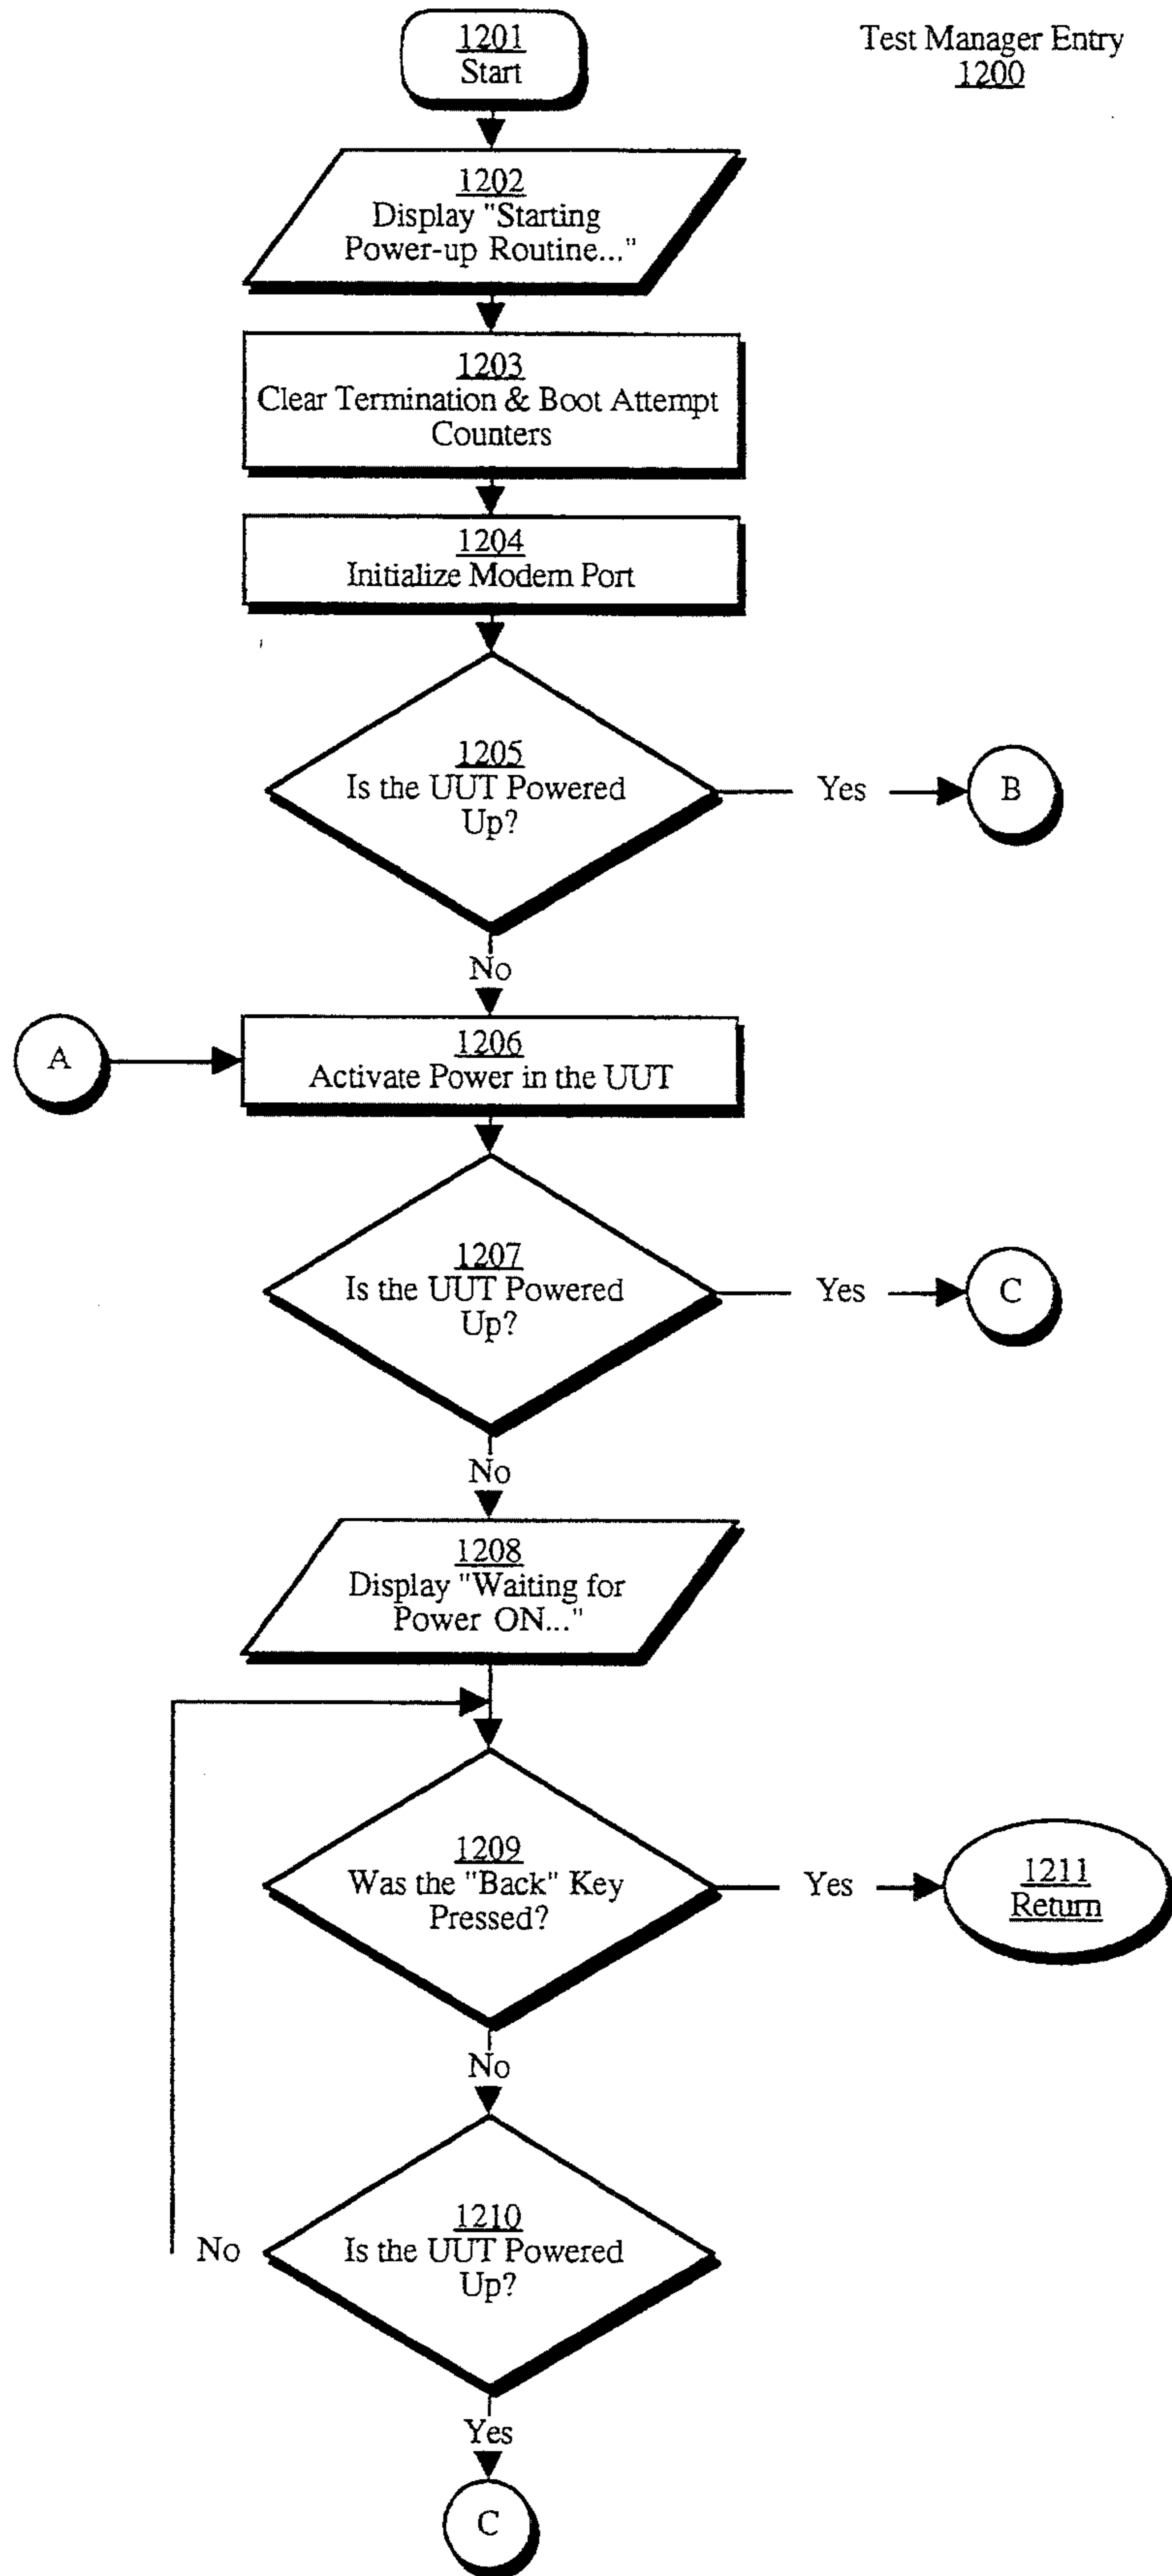 Test Manager Entry
1200
1201
Start
1202
Display "Starting
Power-up Routine..."
1203
Clear Termination & Boot Attempt
Counters
1204
Initialize Modem Port
1205
Is the UUT Powered
Up?
Yes
B
No
A
1206
Activate Power in the UUT
1207
Is the UUT Powered
Up?
Yes
C
No
1208
Display "Waiting for
Power ON..."
1209
Was the "Back" Key
Pressed?
Yes
1211
Return
No
1210
Is the UUT Powered
Up?
No
Yes
C